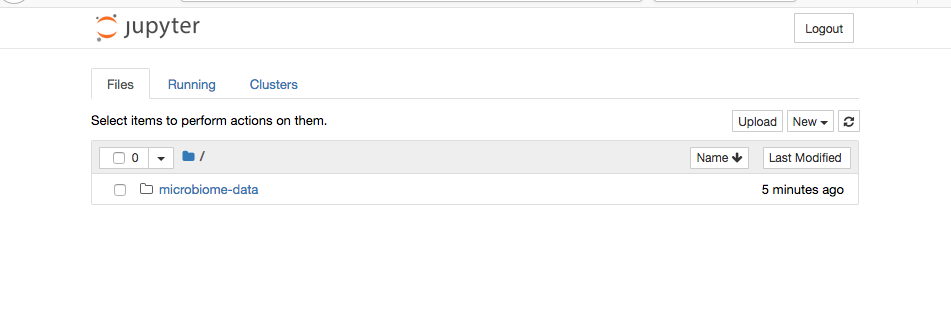 jupyter
Logout
Files Running Clusters
Select items to perform actions on them.
Upload New
0 / Name Last Modified
microbiome-data 5 minutes ago